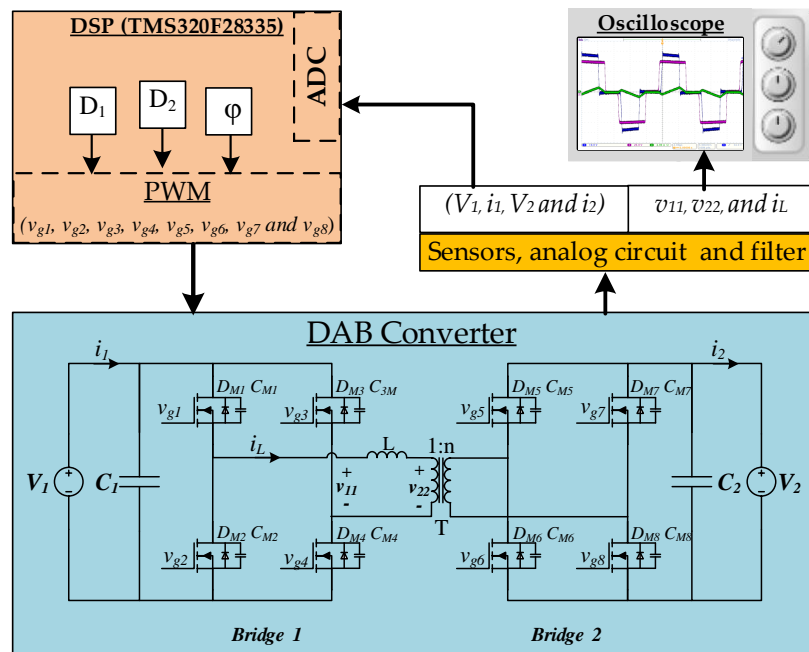 DSP (TMS320F28335)
ADC
D1
D2
φ
PWM
(vg1, vg2, vg3, vg4, vg5, vg6, vg7 and vg8)
Oscilloscope
(V1, i1, V2 and i2)
v11, v22, and iL
Sensors, analog circuit and filter
DAB Converter
i1
i2
DM1 CM1
DM3 C3M
DM5 CM5
DM7 CM7
vg1
vg3
vg5
vg7
iL
L
1:n
V1
C1
+
v11
-
+
v22
-
T
C2
V2
DM2 CM2
DM4 CM4
DM6 CM6
DM8 CM8
vg2
vg4
vg6
vg8
Bridge 1
Bridge 2